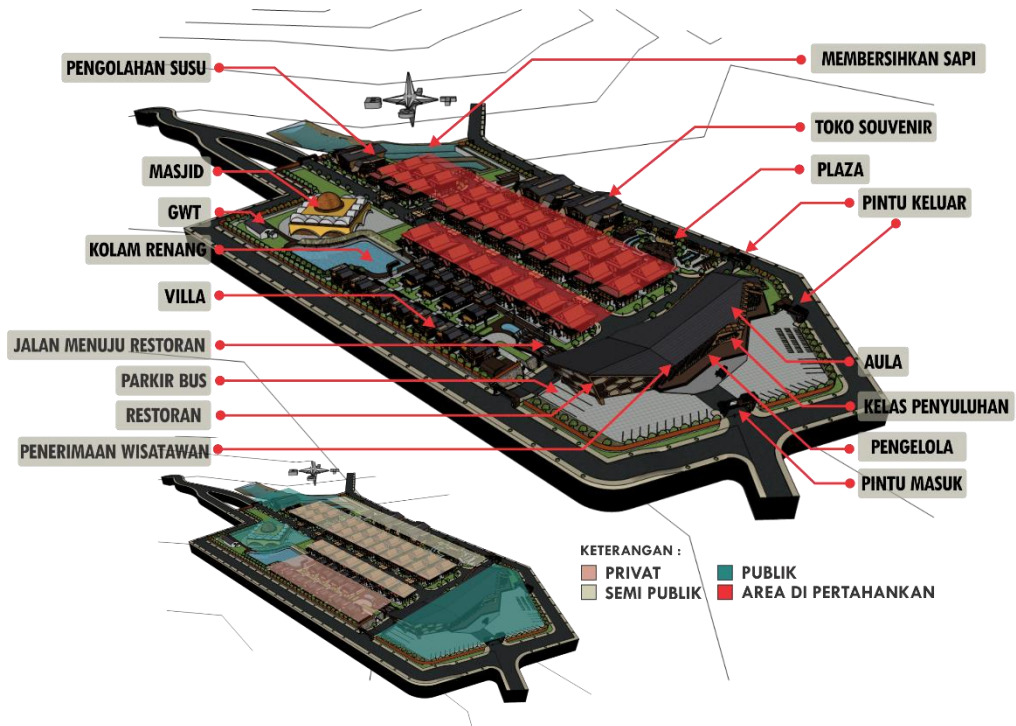 PENGOLAHAN SUSU
MASJID
GWT
KOLAM RENANG
VILLA
JALAN MENUJU RESTORAN
PARKIR BUS
RESTORAN
PENERIMAAN WISATAWAN
MEMBERSIHKAN SAPI
TOKO SOUVENIR
PLAZA
PINTU KELUAR
AULA
KELAS PENYULUHAN
PENGELOLA
PINTU MASUK
KETERANGAN :
PRIVAT
SEMI PUBLIK
PUBLIK
AREA DI PERTAHANKAN